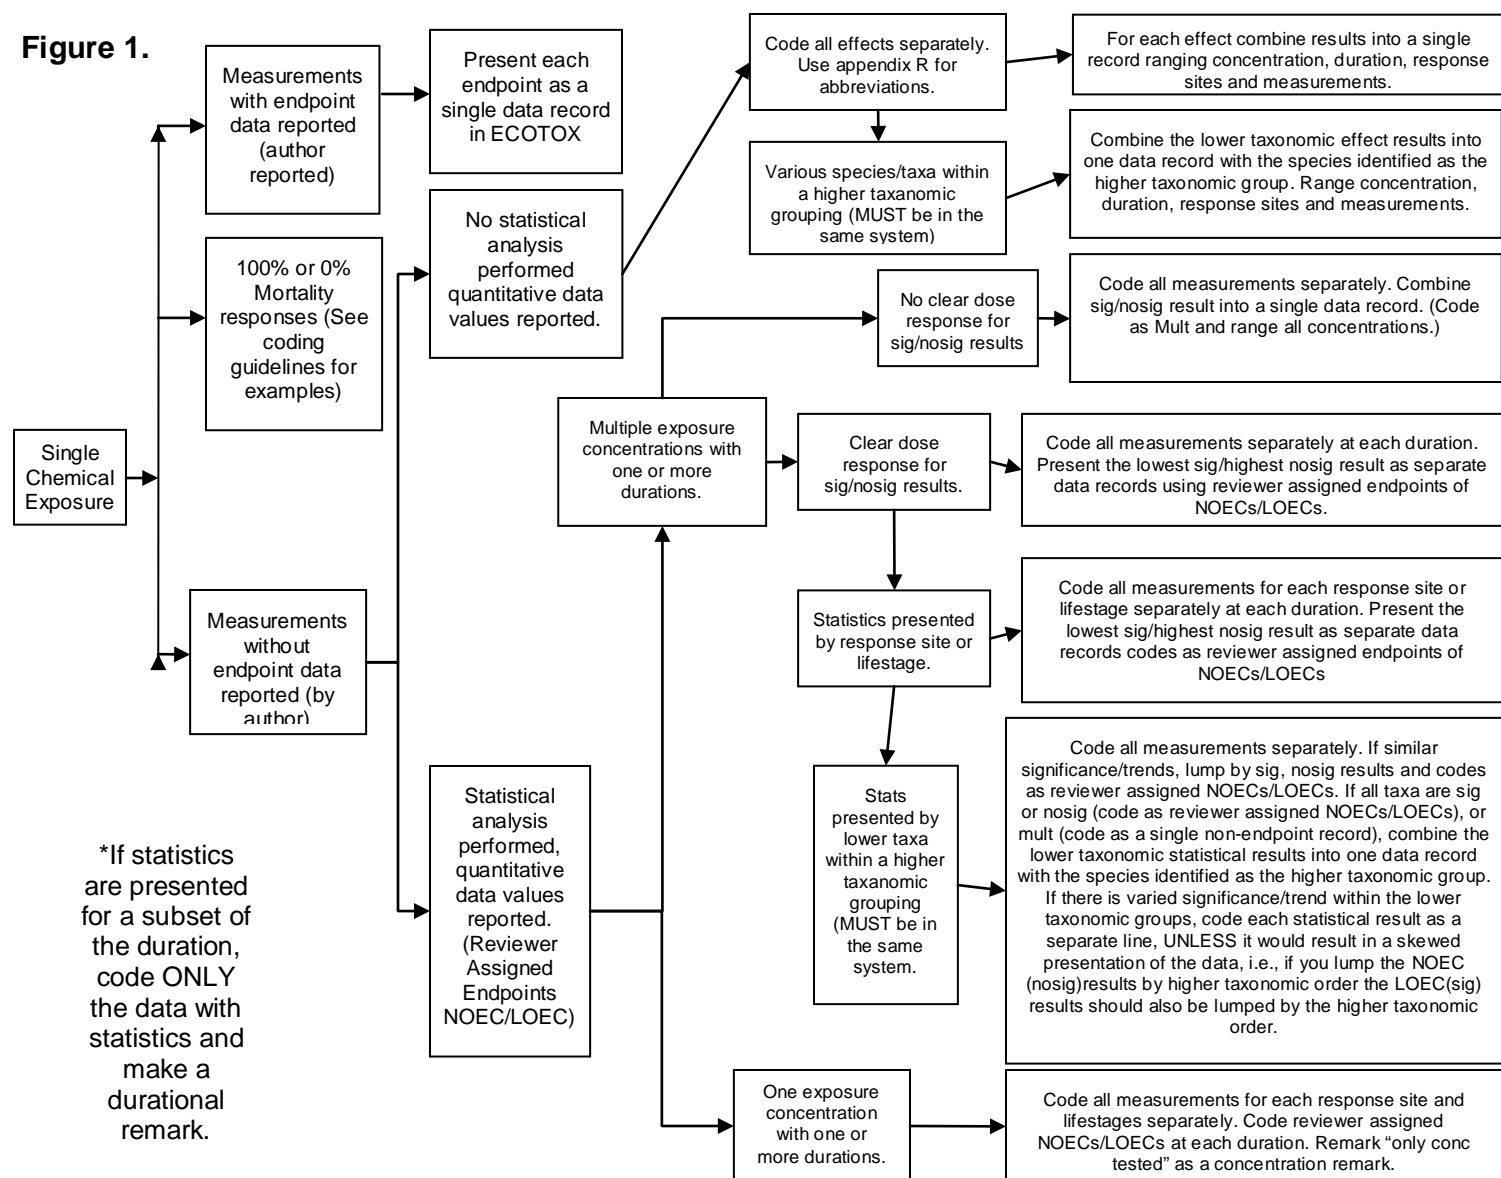 Figure 1.
Single
Chemical
Exposure
Measurements
with endpoint
data reported
(author
reported)
Present each
endpoint as a
single data record
in ECOTOX
100% or 0%
Mortality
responses (See
coding
guidelines for
examples)
Measurements
without
endpoint data
reported (by
author)
No statistical
analysis
performed
quantitative data
values reported.
Code all effects separately.
Use appendix R for
abbreviations.
For each effect combine results into a single
record ranging concentration, duration, response
sites and measurements.
Various species/taxa within
a higher taxanomic
grouping (MUST be in the
same system)
Combine the lower taxonomic effect results into
one data record with the species identified as the
higher taxonomic group. Range concentration,
duration, response sites and measurements.
Statistical
analysis
performed,
quantitative
data values
reported.
(Reviewer
Assigned
Endpoints
NOEC/LOEC)
Multiple exposure
concentrations with
one or more
durations.
No clear dose
response for
sig/nosig results
Code all measurements separately. Combine
sig/nosig result into a single data record. (Code
as Mult and range all concentrations.)
Clear dose
response for
sig/nosig results.
Code all measurements separately at each duration.
Present the lowest sig/highest nosig result as separate
data records using reviewer assigned endpoints of
NOECs/LOECs.
Statistics presented
by response site or
lifestage.
Code all measurements for each response site or
lifestage separately at each duration. Present the
lowest sig/highest nosig result as separate data
records codes as reviewer assigned endpoints of
NOECs/LOECs
Stats
presented by
lower taxa
within a higher
taxanomic
grouping
(MUST be in
the same
system.
Code all measurements separately. If similar
significance/trends, lump by sig, nosig results and codes
as reviewer assigned NOECs/LOECs. If all taxa are sig
or nosig (code as reviewer assigned NOECs/LOECs), or
mult (code as a single non-endpoint record), combine the
lower taxonomic statistical results into one data record
with the species identified as the higher taxonomic group.
If there is varied significance/trend within the lower
taxonomic groups, code each statistical result as a
separate line, UNLESS it would result in a skewed
presentation of the data, i.e., if you lump the NOEC
(nosig)results by higher taxonomic order the LOEC(sig)
results should also be lumped by the higher taxonomic
order.
One exposure
concentration
with one or
more durations.
Code all measurements for each response site and
lifestages separately. Code reviewer assigned
NOECs/LOECs at each duration. Remark “only conc
tested” as a concentration remark.
*If statistics
are presented
for a subset of
the duration,
code ONLY
the data with
statistics and
make a
durational
remark.